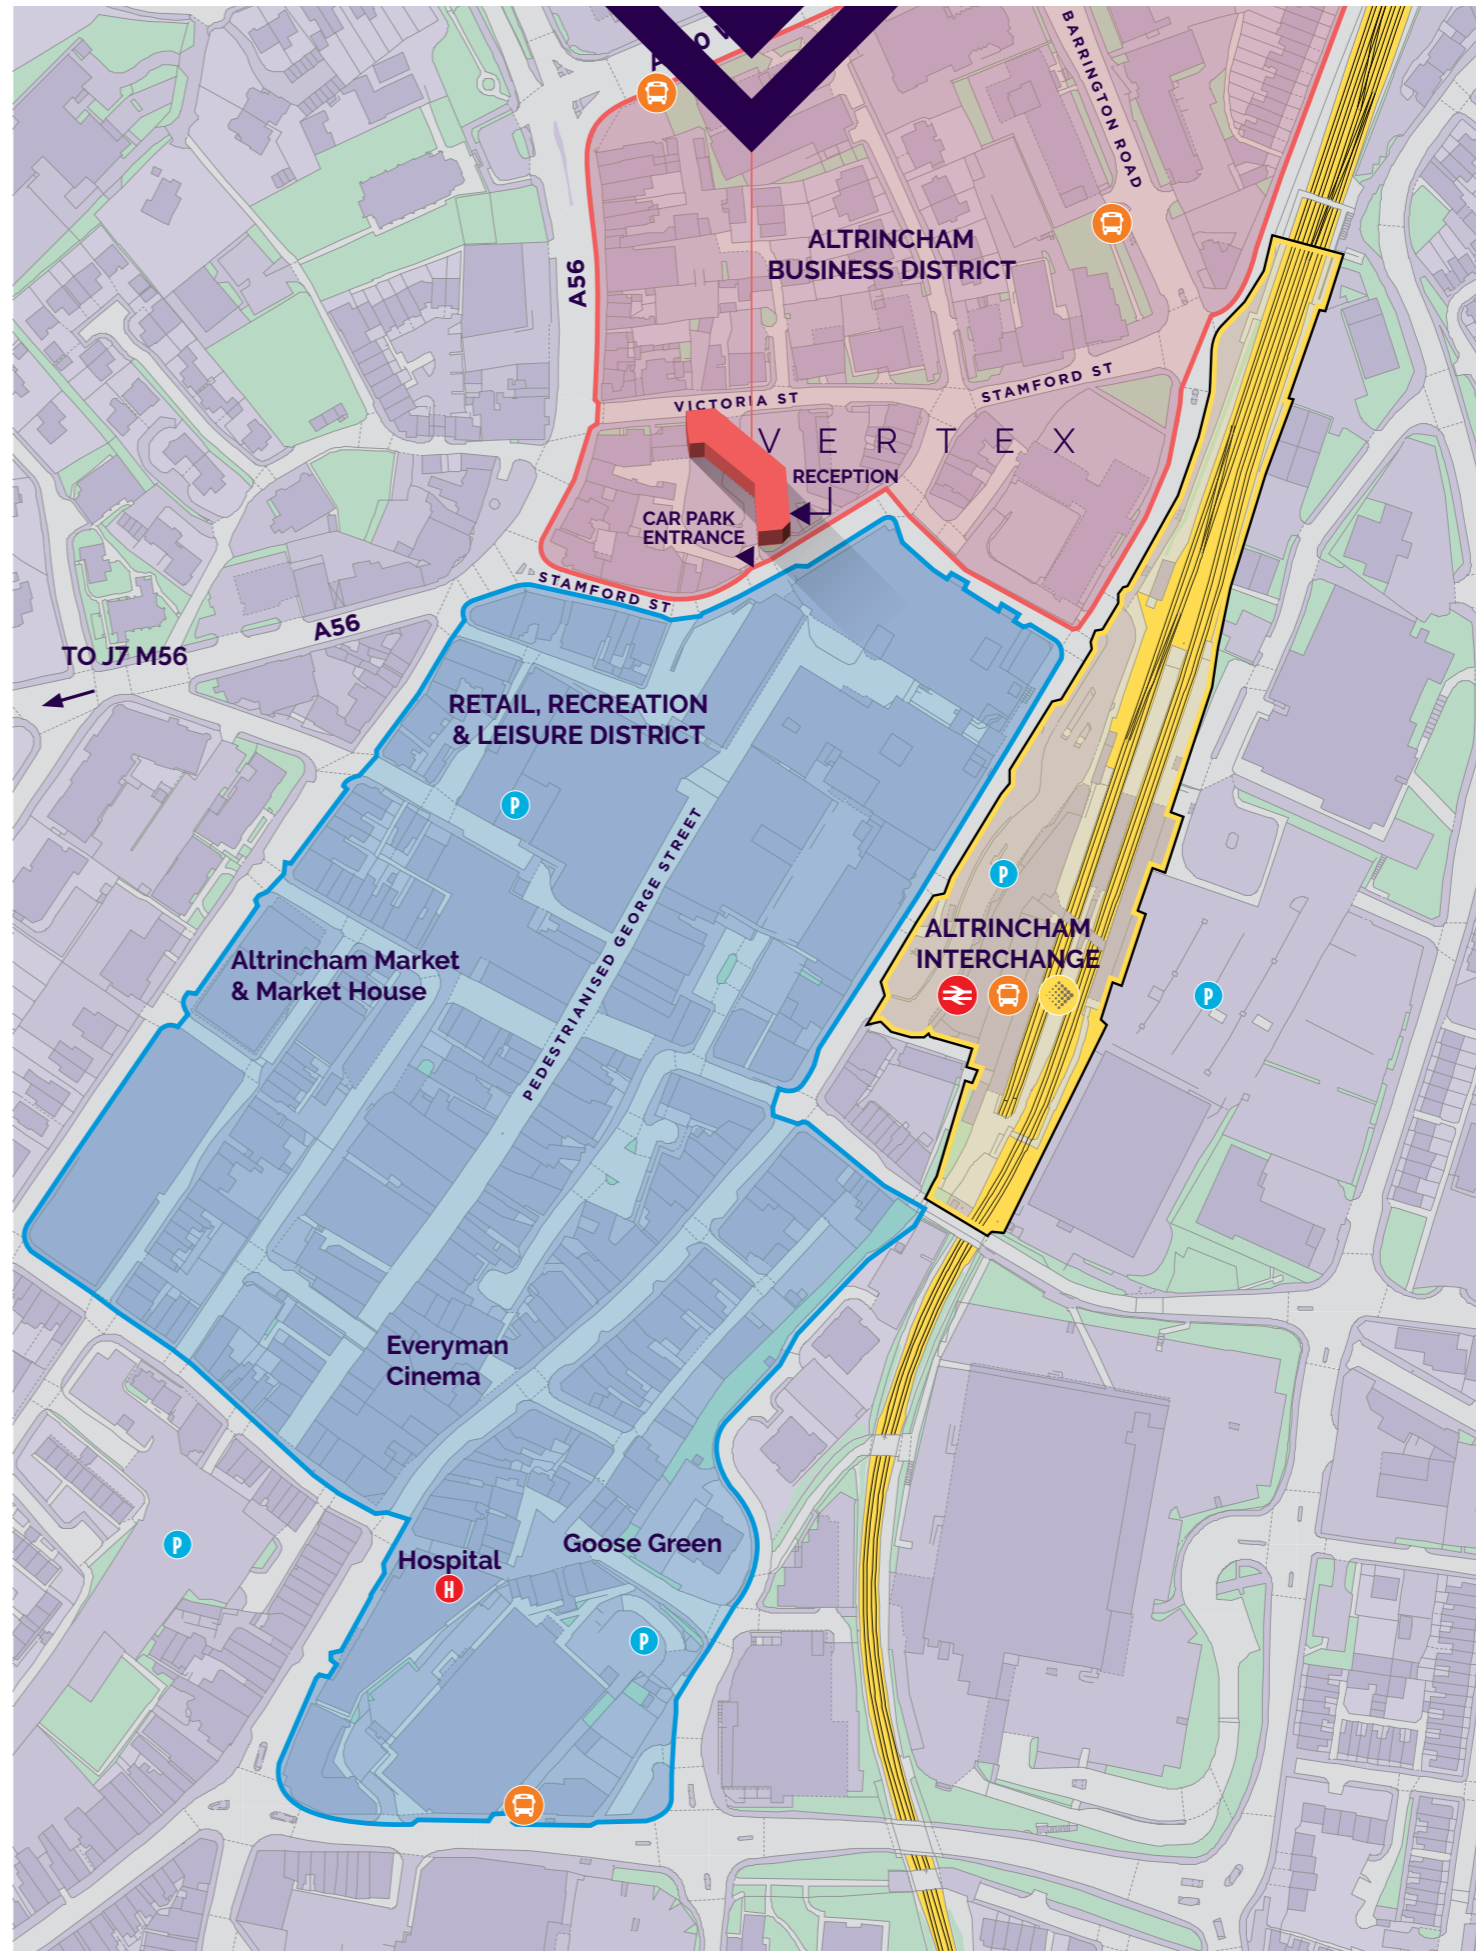 BARRINGTON ROAD
ALTRINCHAM
BUSINESS DISTRICT
A56
STAMFORD ST
VICTORIA ST
VERTEX
RECEPTION
CAR PARK
ENTRANCE
STAMFORD ST
A56
TO J7 M56
RETAIL, RECREATION
& LEISURE DISTRICT
P
PEDESTRIANISED GEORGE STREET
P
ALTRINCHAM
INTERCHANGE
Altrincham Market
& Market House
P
Everyman
Cinema
P
Goose Green
Hospital
H
P